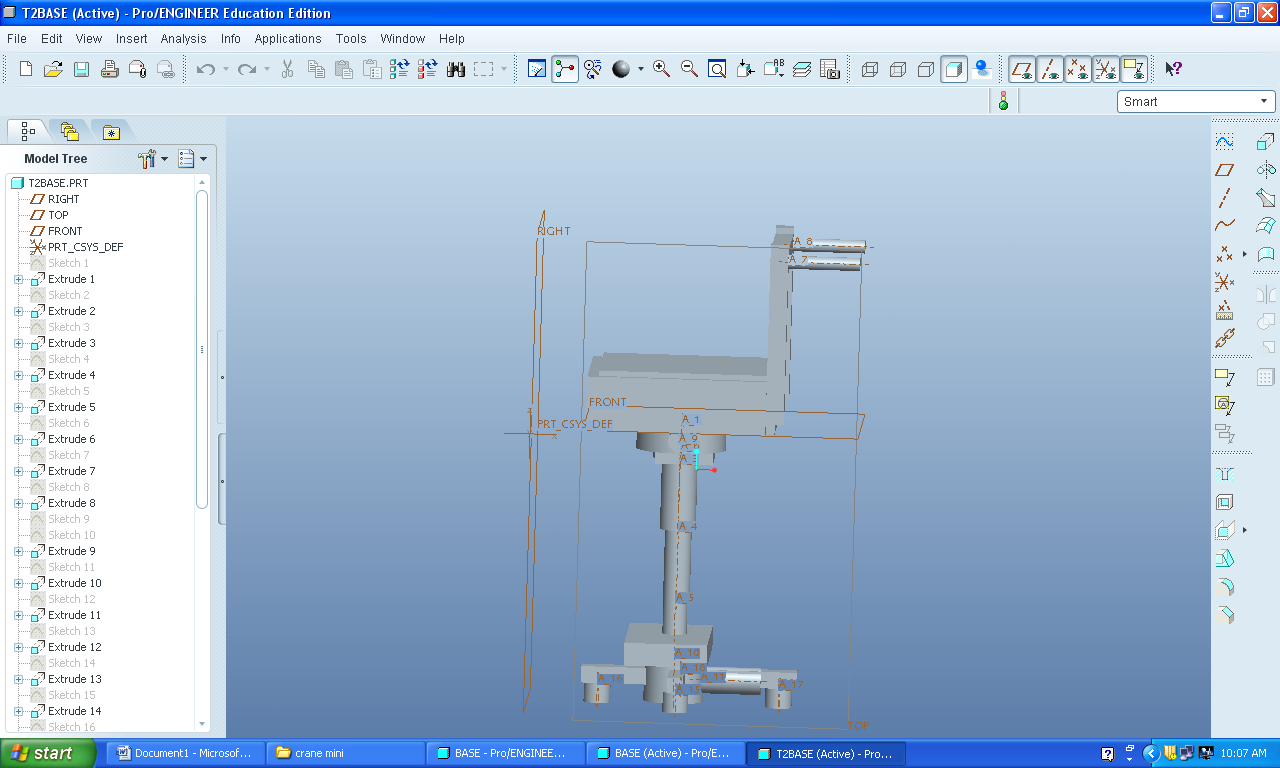 T2BASE (Active) - Pro/ENGINEER Education Edition
File Edit View Insert Analysis Info Applications Tools Window Help
Smart
Model Tree
T2BASE.PRT
RIGHT
TOP
FRONT
PRT_CSYS_DEF
Sketch 1
Extrude 1
Sketch 2
Extrude 2
Sketch 3
Extrude 3
Sketch 4
Extrude 4
Sketch 5
Extrude 5
Sketch 6
Extrude 6
Sketch 7
Extrude 7
Sketch 8
Extrude 8
Sketch 9
Sketch 10
Extrude 9
Sketch 11
Extrude 10
Sketch 12
Extrude 11
Sketch 13
Extrude 12
Sketch 14
Extrude 13
Sketch 15
Extrude 14
Sketch 16
RIGHT
A_8
A_7
FRONT
A_1
PRT_CSYS_DEF
A_9
A_4
A_5
A_10
A_18
A_16
A_11
A_17
A_15
TOP
start
Document1 - Microsof...
crane mini
BASE - Pro/ENGINEE...
BASE (Active) - Pro/E...
T2BASE (Active) - Pro...
10:07 AM